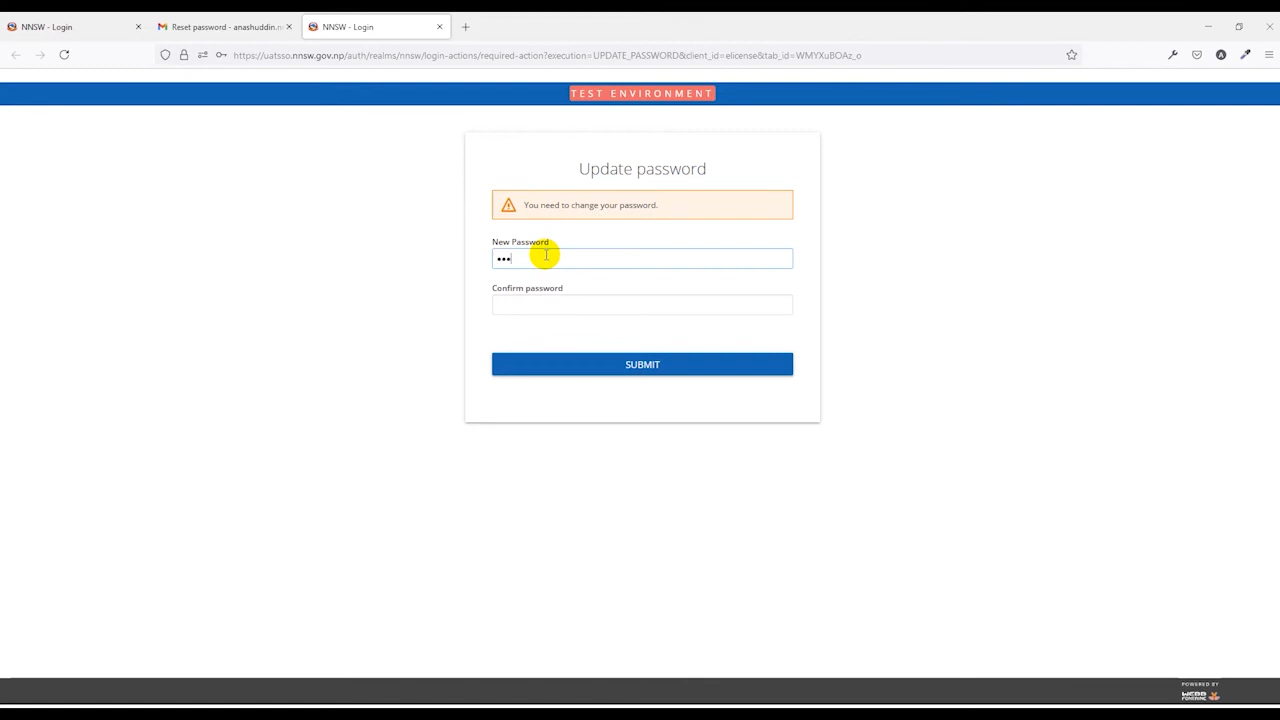 NNSW - Login
Reset password - anashuddin.n
NNSW - Login
https://uatsso.nnsw.gov.np/auth/realms/nnsw/login-actions/required-action?execution=UPDATE_PASSWORD&client_id=elicense&tab_id=WMYXuBOAz_o
TEST ENVIRONMENT
Update password
You need to change your password.
New Password
Confirm password
SUBMIT
POWERED BY
WEBB
FONTAINE